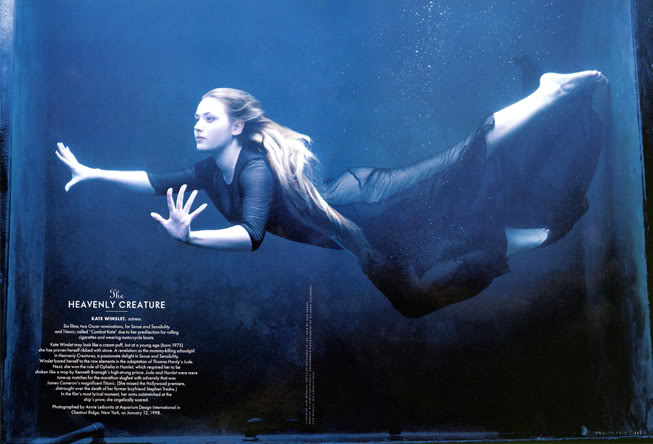 The
HEAVENLY CREATURE
KATE WINSLET, actress.
Six films; two Oscar nominations, for Sense and Sensibility
and Titanic; called "Combat Kate" due to her predilection for rolling
cigarettes and wearing motorcycle boots.
Kate Winslet may look like a cream puff, but at a young age (born 1975)
she has proven herself ribbed with stone. A revelation as the mommy-killing schoolgirl
in Heavenly Creatures, a passionate delight in Sense and Sensibility,
Winslet bared herself to the raw elements in the adaptation of Thomas Hardy's Jude.
Next, she won the role of Ophelia in Hamlet, which required her to be
shaken like a mop by Kenneth Branagh's high-strung prince. Jude and Hamlet were mere
tune-up matches for the marathon slugfest with adversity that was
James Cameron's magnificent Titanic. (She missed the Hollywood premiere,
distraught over the death of her former boyfriend Stephen Tredre.)
In the film's most lyrical moment, her arms outstretched at the
ship's prow, she angelically soared.
Photographed by Annie Leibovitz at Aquarium Design International in
Chestnut Ridge, New York, on January 12, 1998.
VANITY FAIR